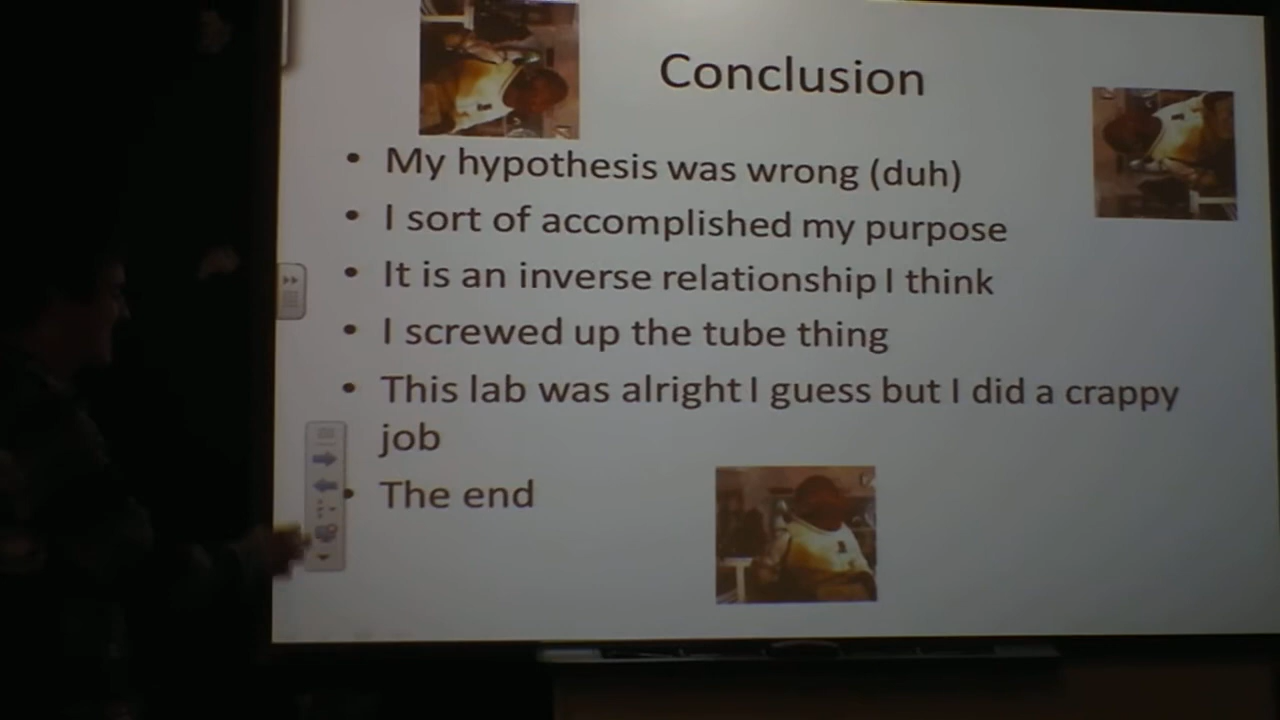 Conclusion
• My hypothesis was wrong (duh)
• I sort of accomplished my purpose
• It is an inverse relationship I think
• I screwed up the tube thing
• This lab was alright I guess but I did a crappy
job
• The end